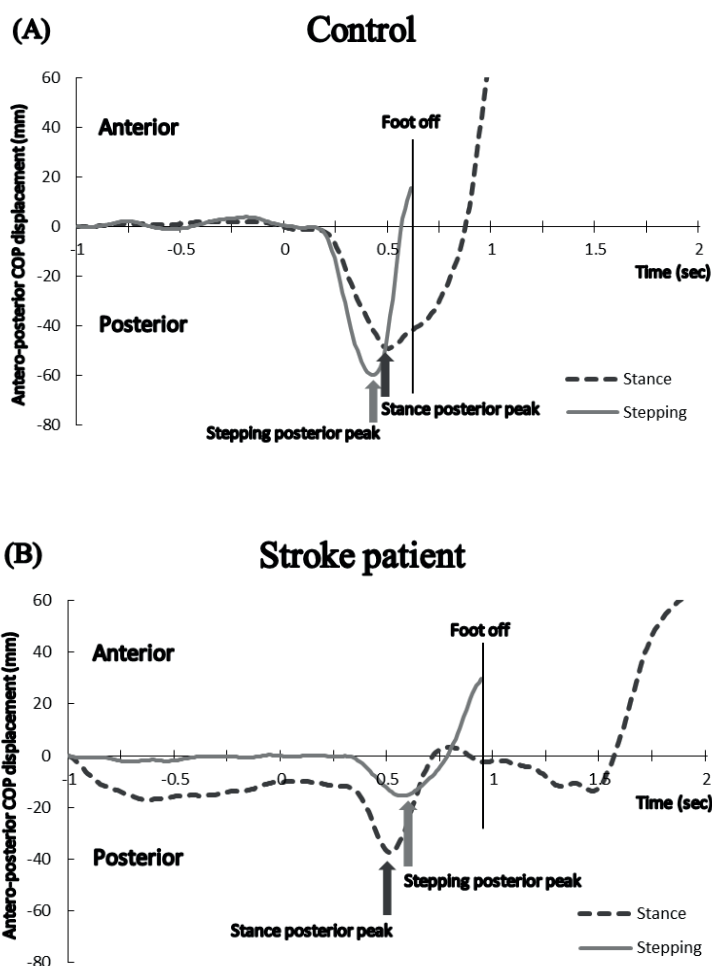 (A) Control
Antero-posterior COP displacement (mm)
60
40
20
0
-20
-40
-60
-80
Anterior
Posterior
Foot off
-1 -0.5 0 0.5 1 1.5 2
Time (sec)
Stance
Stepping
Stance posterior peak
Stepping posterior peak
(B) Stroke patient
Antero-posterior COP displacement (mm)
60
40
20
0
-20
-40
-60
-80
Anterior
Posterior
Foot off
-1 -0.5 0 0.5 1 1.5 2
Time (sec)
Stepping posterior peak
Stance posterior peak
Stance
Stepping